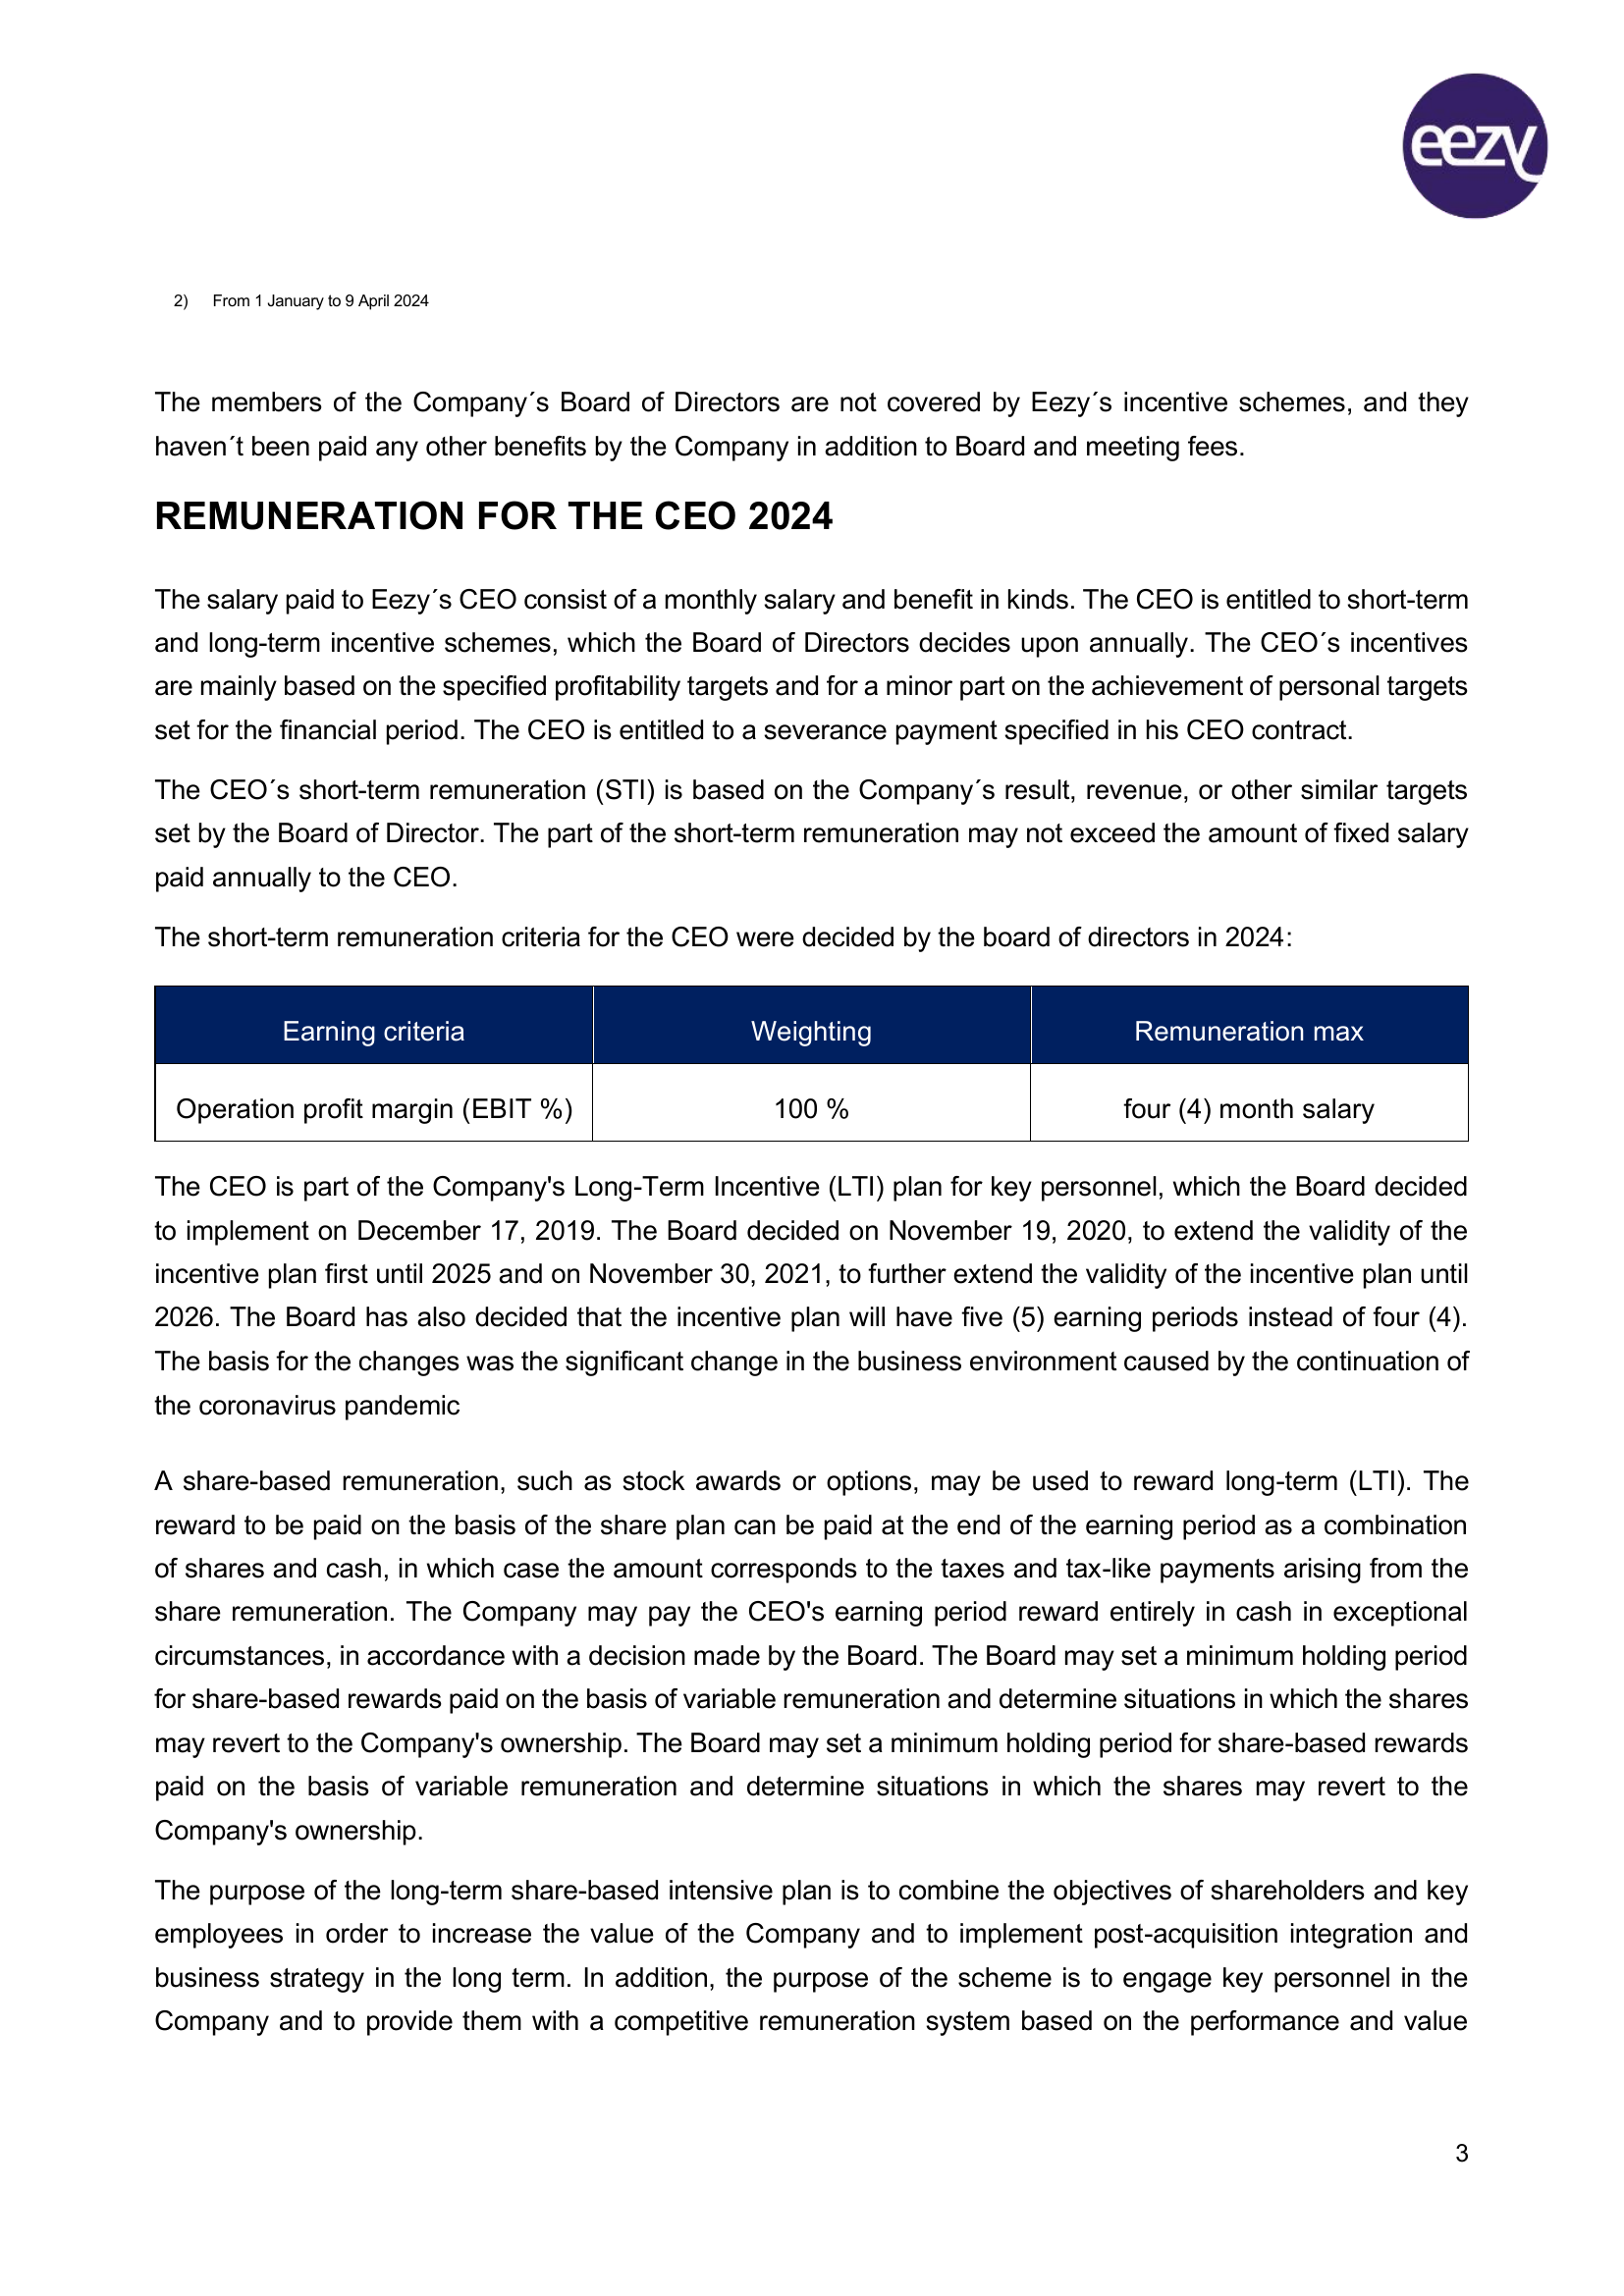 eezy
2) From 1 January to 9 April 2024
The members of the Company´s Board of Directors are not covered by Eezy´s incentive schemes, and they
haven´t been paid any other benefits by the Company in addition to Board and meeting fees.
REMUNERATION FOR THE CEO 2024
The salary paid to Eezy´s CEO consist of a monthly salary and benefit in kinds. The CEO is entitled to short-term
and long-term incentive schemes, which the Board of Directors decides upon annually. The CEO´s incentives
are mainly based on the specified profitability targets and for a minor part on the achievement of personal targets
set for the financial period. The CEO is entitled to a severance payment specified in his CEO contract.
The CEO´s short-term remuneration (STI) is based on the Company´s result, revenue, or other similar targets
set by the Board of Director. The part of the short-term remuneration may not exceed the amount of fixed salary
paid annually to the CEO.
The short-term remuneration criteria for the CEO were decided by the board of directors in 2024:
Earning criteria Weighting Remuneration max
Operation profit margin (EBIT %) 100 % four (4) month salary
The CEO is part of the Company's Long-Term Incentive (LTI) plan for key personnel, which the Board decided
to implement on December 17, 2019. The Board decided on November 19, 2020, to extend the validity of the
incentive plan first until 2025 and on November 30, 2021, to further extend the validity of the incentive plan until
2026. The Board has also decided that the incentive plan will have five (5) earning periods instead of four (4).
The basis for the changes was the significant change in the business environment caused by the continuation of
the coronavirus pandemic
A share-based remuneration, such as stock awards or options, may be used to reward long-term (LTI). The
reward to be paid on the basis of the share plan can be paid at the end of the earning period as a combination
of shares and cash, in which case the amount corresponds to the taxes and tax-like payments arising from the
share remuneration. The Company may pay the CEO's earning period reward entirely in cash in exceptional
circumstances, in accordance with a decision made by the Board. The Board may set a minimum holding period
for share-based rewards paid on the basis of variable remuneration and determine situations in which the shares
may revert to the Company's ownership. The Board may set a minimum holding period for share-based rewards
paid on the basis of variable remuneration and determine situations in which the shares may revert to the
Company's ownership.
The purpose of the long-term share-based intensive plan is to combine the objectives of shareholders and key
employees in order to increase the value of the Company and to implement post-acquisition integration and
business strategy in the long term. In addition, the purpose of the scheme is to engage key personnel in the
Company and to provide them with a competitive remuneration system based on the performance and value
3